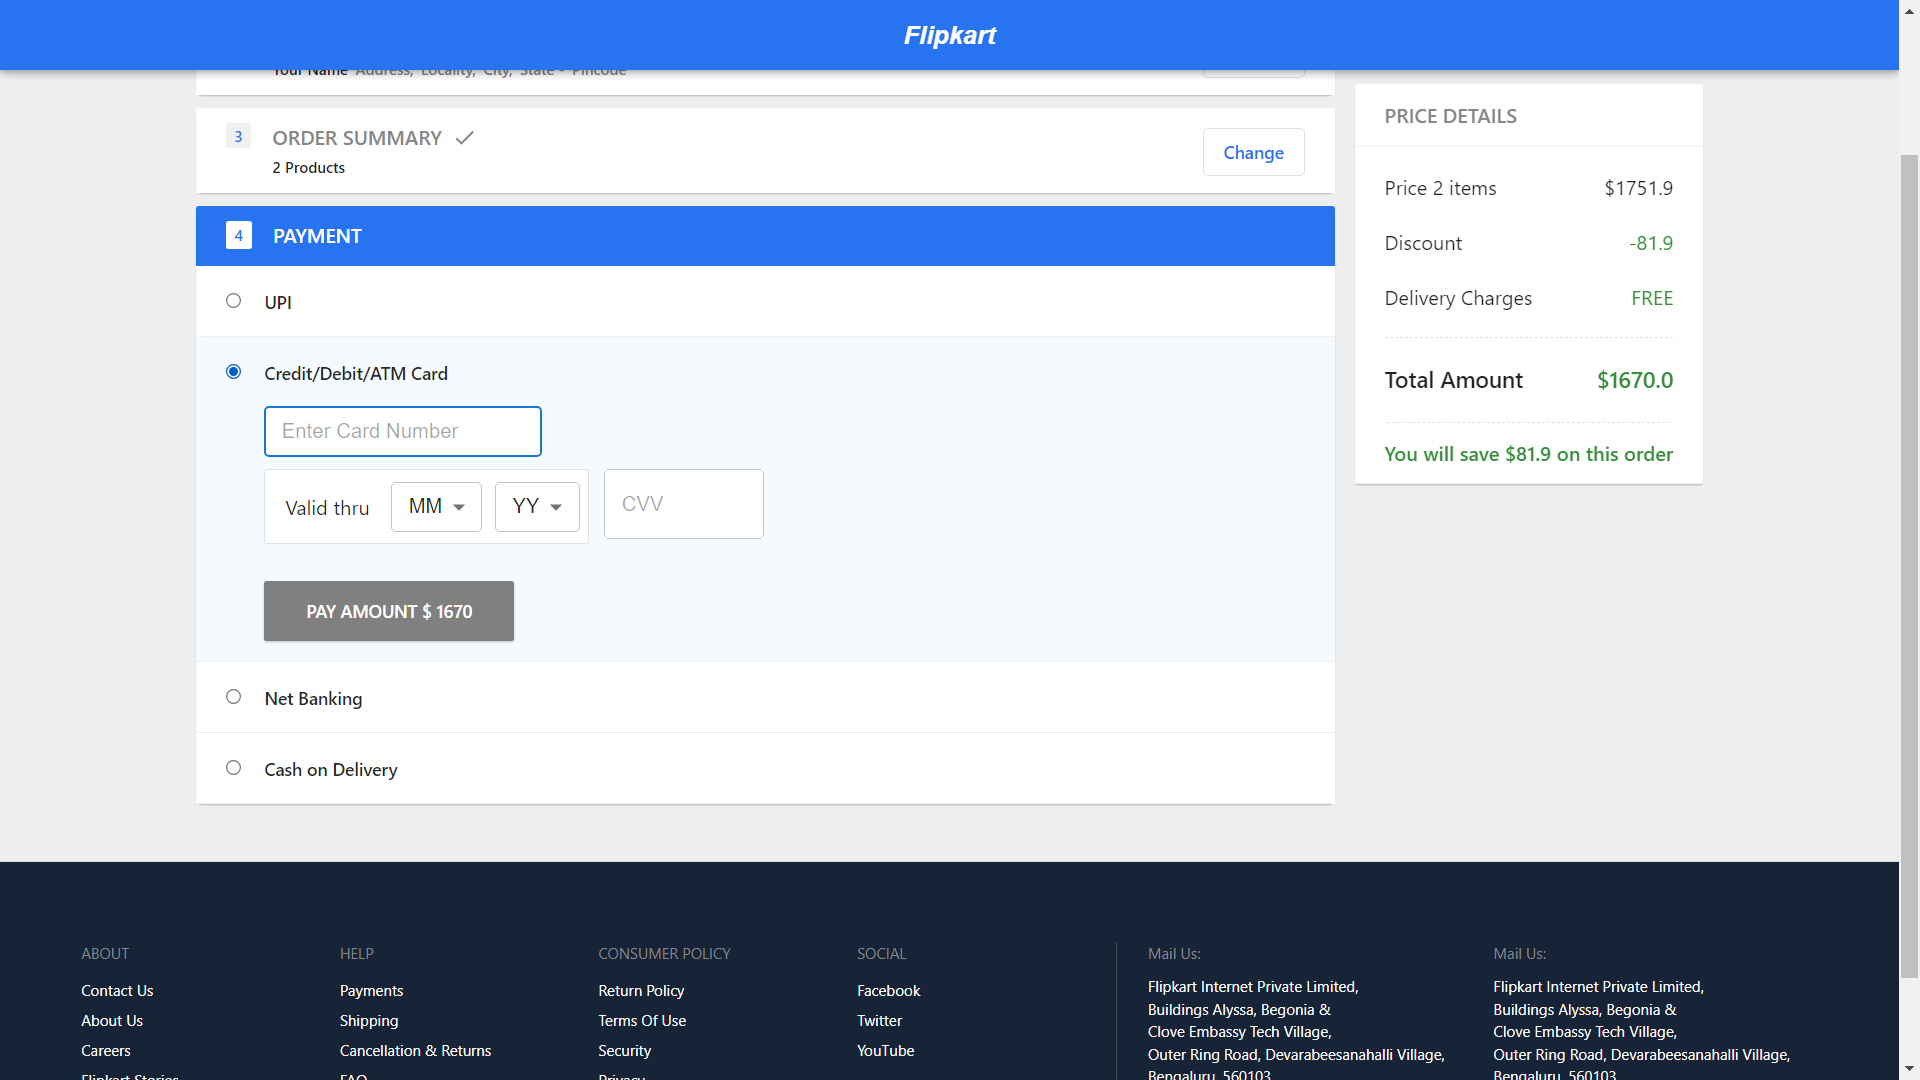 Flipkart
Your Name Address, Locality, City, State - Pincode
3 ORDER SUMMARY
2 Products
Change
4 PAYMENT
UPI
Credit/Debit/ATM Card
Enter Card Number
Valid thru MM YY CVV
PAY AMOUNT $ 1670
Net Banking
Cash on Delivery
PRICE DETAILS
Price 2 items $1751.9
Discount -81.9
Delivery Charges FREE
Total Amount $1670.0
You will save $81.9 on this order
ABOUT
Contact Us
About Us
Careers
Flipkart Stories
HELP
Payments
Shipping
Cancellation & Returns
FAQ
CONSUMER POLICY
Return Policy
Terms Of Use
Security
Privacy
SOCIAL
Facebook
Twitter
YouTube
Mail Us:
Flipkart Internet Private Limited,
Buildings Alyssa, Begonia &
Clove Embassy Tech Village,
Outer Ring Road, Devarabeesanahalli Village,
Bengaluru, 560103
Mail Us:
Flipkart Internet Private Limited,
Buildings Alyssa, Begonia &
Clove Embassy Tech Village,
Outer Ring Road, Devarabeesanahalli Village,
Bengaluru, 560103